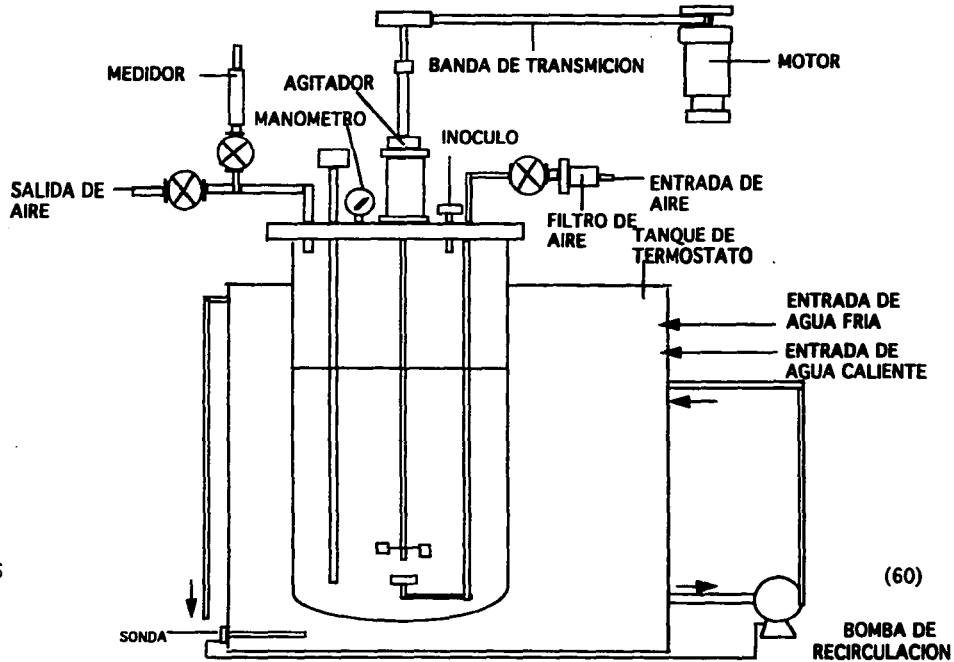 MEDIDOR
AGITADOR
BANDA DE TRANSMICION
MOTOR
MANOMETRO
INOCULO
SALIDA DE
AIRE
ENTRADA DE
AIRE
FILTRO DE
AIRE
TANQUE DE
TERMOSTATO
ENTRADA DE
AGUA FRIA
ENTRADA DE
AGUA CALIENTE
(60)
SONDA
BOMBA DE
RECIRCULACION